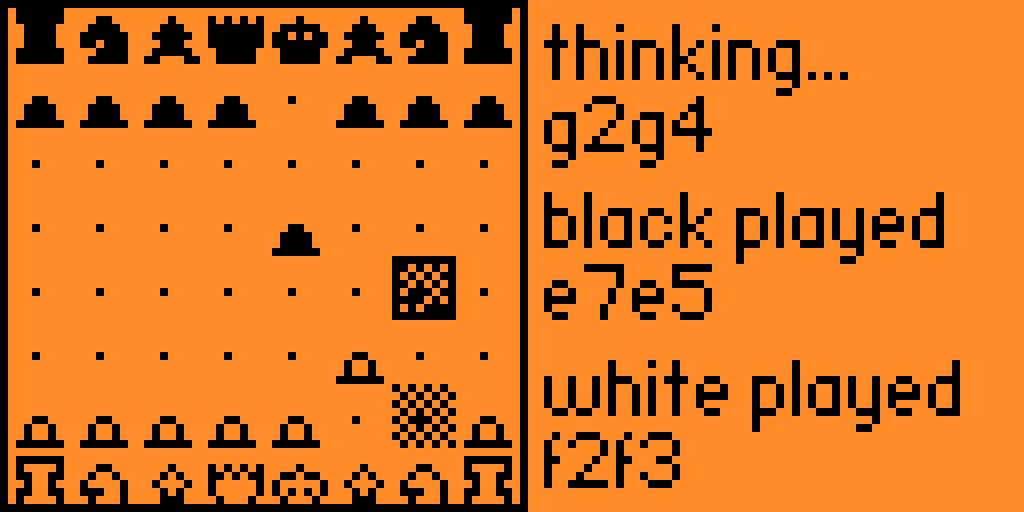 thinking...
g2g4
black played
e7e5
white played
f2f3